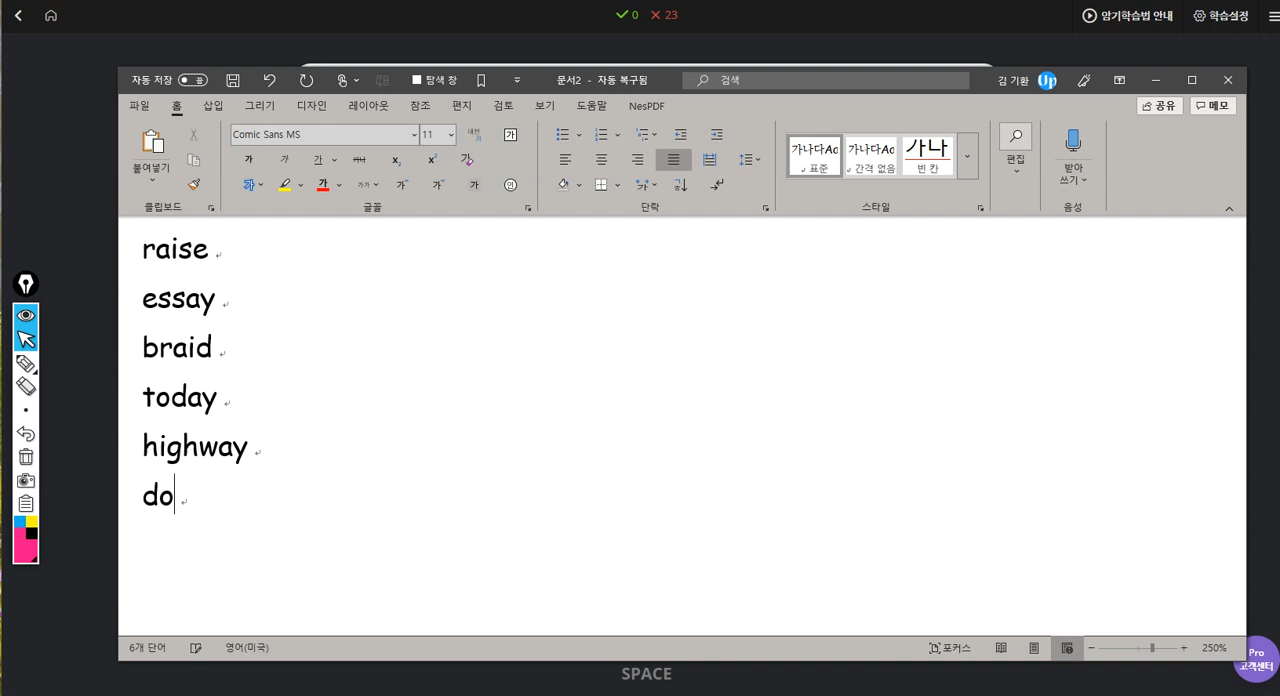 0 23 암기학습법 안내 학습설정
자동 저장 끔 탐색 창 문서2 - 자동 복구됨 검색 김 기환 Up
파일 홈 삽입 그리기 디자인 레이아웃 참조 편지 검토 보기 도움말 NesPDF 공유 메모
붙여넣기
Comic Sans MS 11
가나다Ac 가나다Ac 가나
표준 간격 없음 빈 칸
편집
받아
쓰기
클립보드 글꼴 단락 스타일 음성
raise
essay
braid
today
highway
do
6개 단어 영어(미국) 포커스 250%
SPACE
Pro
고객센터